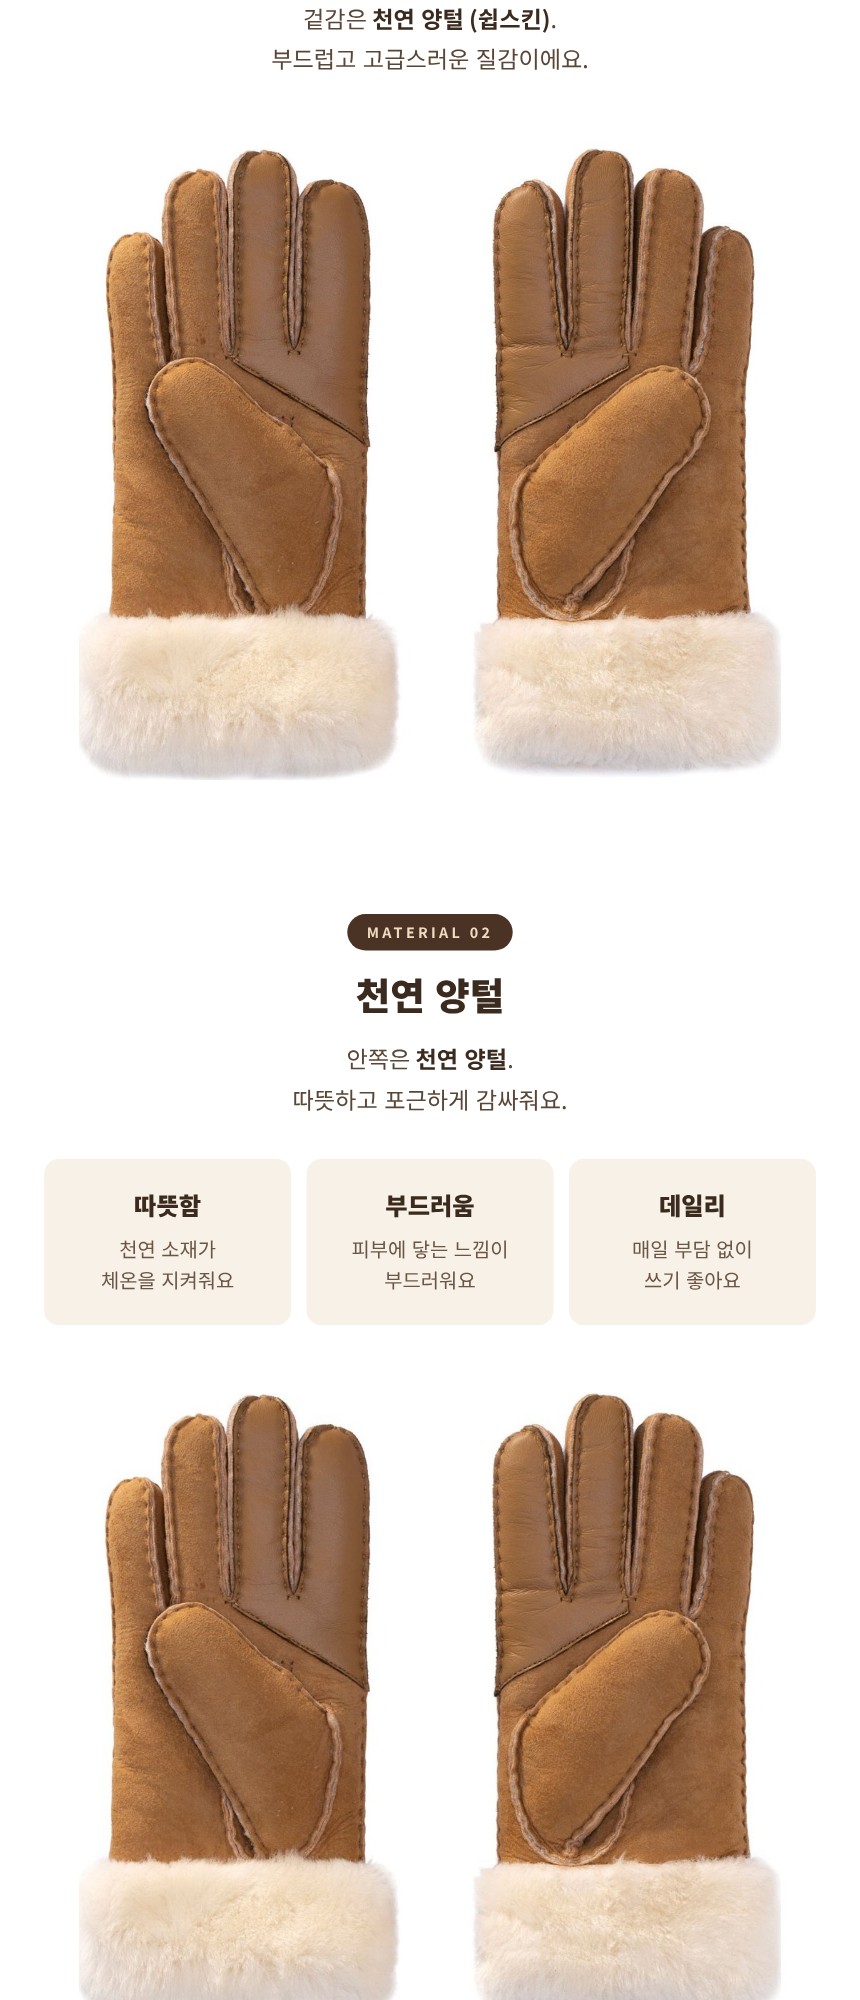 겉감은 천연 양털 (쉽스킨).
부드럽고 고급스러운 질감이에요.
MATERIAL 02
천연 양털
안쪽은 천연 양털.
따뜻하고 포근하게 감싸줘요.
따뜻함
천연 소재가
체온을 지켜줘요
부드러움
피부에 닿는 느낌이
부드러워요
데일리
매일 부담 없이
쓰기 좋아요